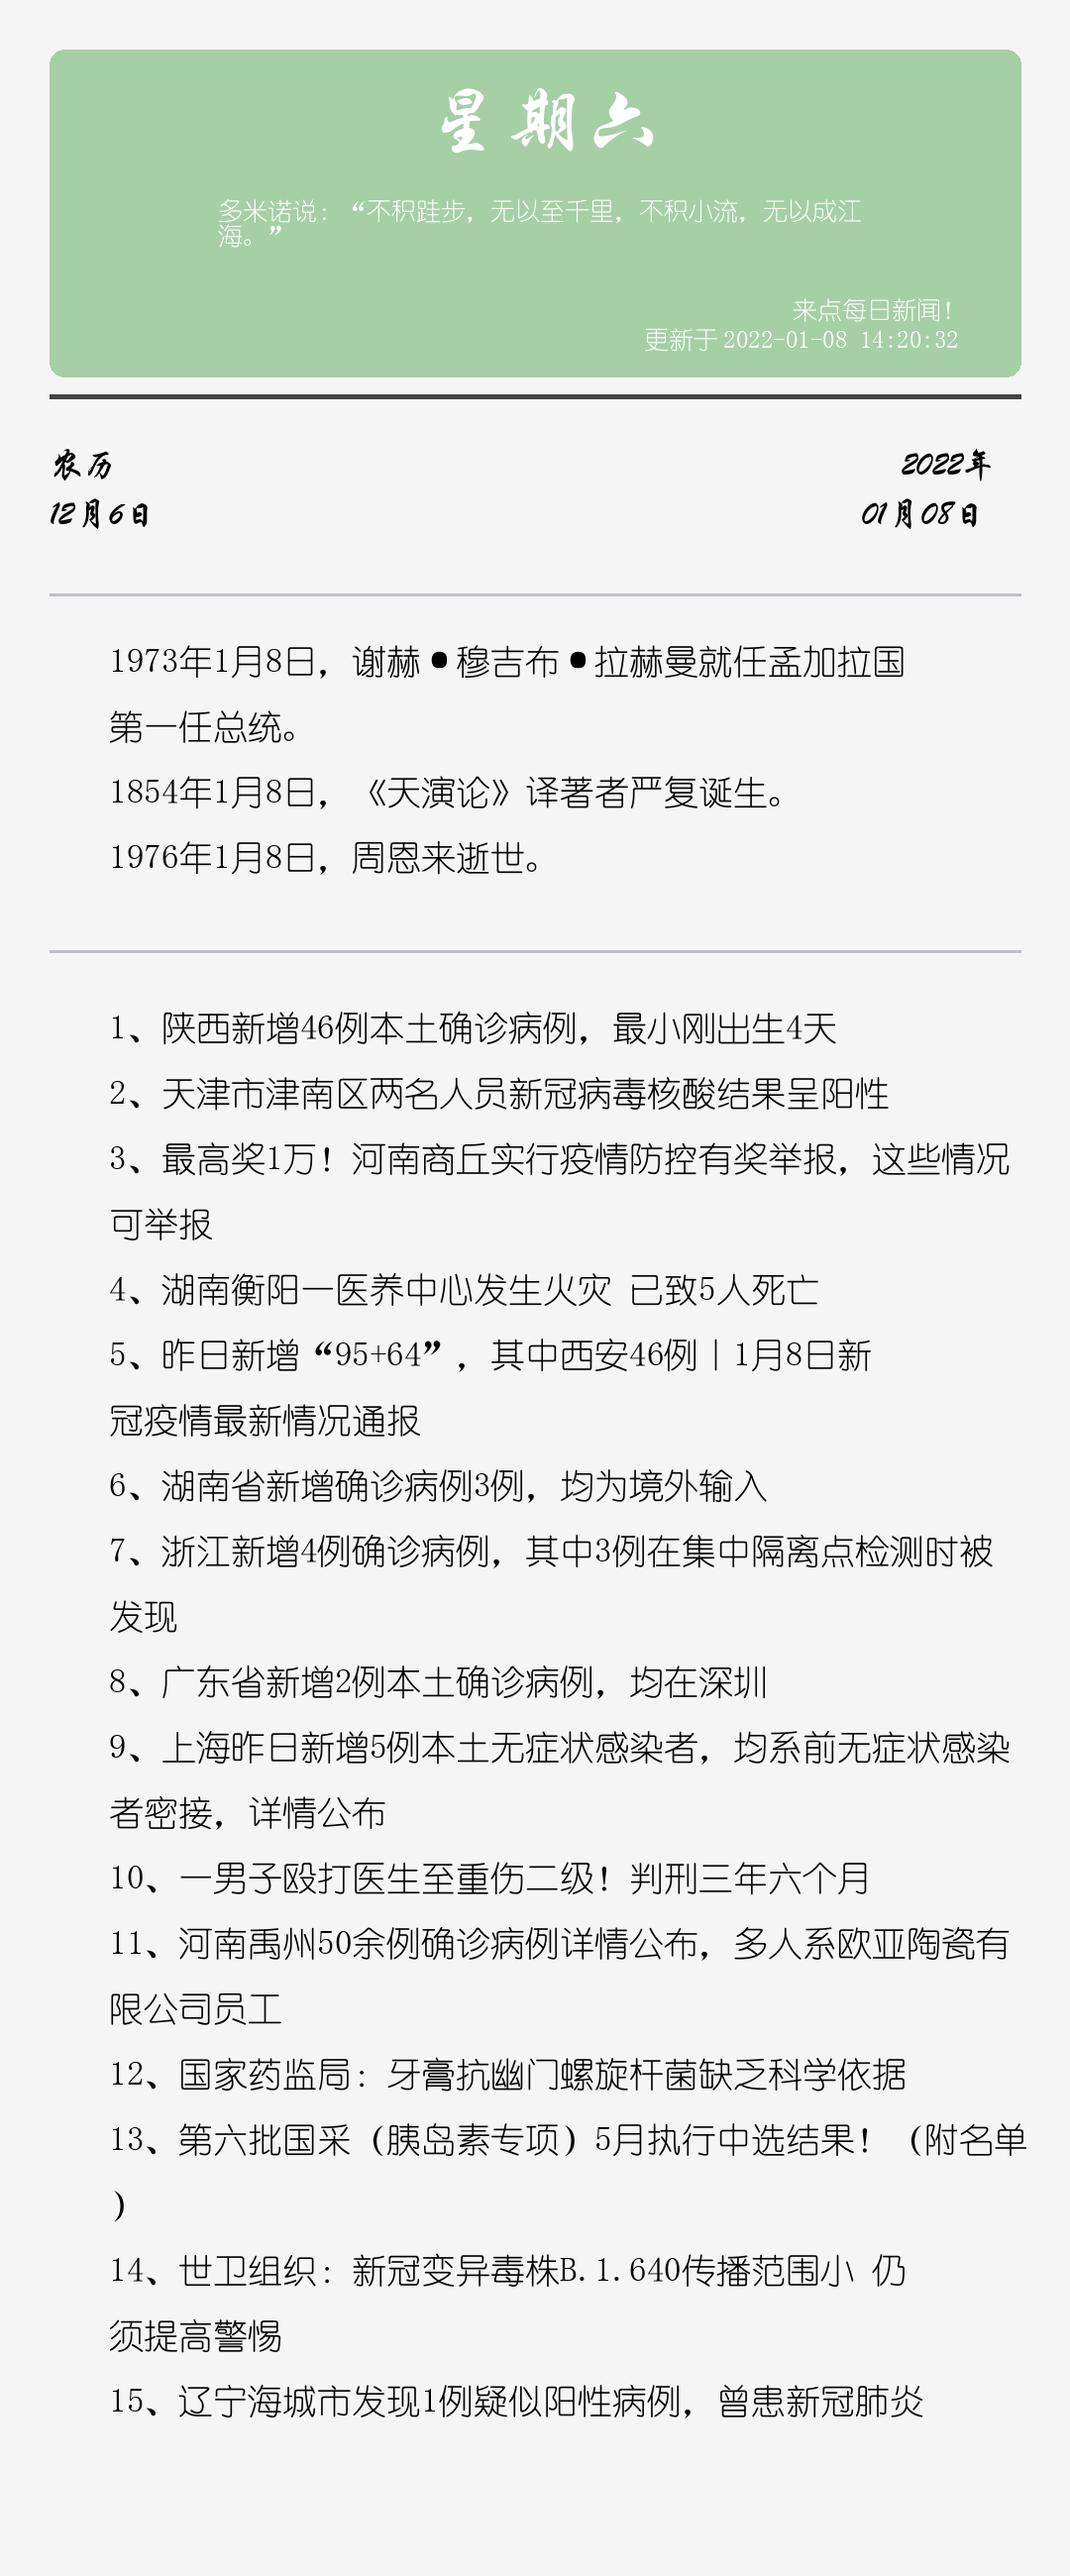 星期六
多米诺说：“不积跬步，无以至千里，不积小流，无以成江
海。”
来点每日新闻！
更新于 2022-01-08 14:20:32
农历
2022年
12月6日
01月08日
1973年1月8日，谢赫•穆吉布•拉赫曼就任孟加拉国
第一任总统。
1854年1月8日，《天演论》译著者严复诞生。
1976年1月8日，周恩来逝世。
1、陕西新增46例本土确诊病例，最小刚出生4天
2、天津市津南区两名人员新冠病毒核酸结果呈阳性
3、最高奖1万！河南商丘实行疫情防控有奖举报，这些情况
可举报
4、湖南衡阳一医养中心发生火灾 已致5人死亡
5、昨日新增“95+64”，其中西安46例｜1月8日新
冠疫情最新情况通报
6、湖南省新增确诊病例3例，均为境外输入
7、浙江新增4例确诊病例，其中3例在集中隔离点检测时被
发现
8、广东省新增2例本土确诊病例，均在深圳
9、上海昨日新增5例本土无症状感染者，均系前无症状感染
者密接，详情公布
10、一男子殴打医生至重伤二级！判刑三年六个月
11、河南禹州50余例确诊病例详情公布，多人系欧亚陶瓷有
限公司员工
12、国家药监局：牙膏抗幽门螺旋杆菌缺乏科学依据
13、第六批国采（胰岛素专项）5月执行中选结果！（附名单
）
14、世卫组织：新冠变异毒株B.1.640传播范围小 仍
须提高警惕
15、辽宁海城市发现1例疑似阳性病例，曾患新冠肺炎